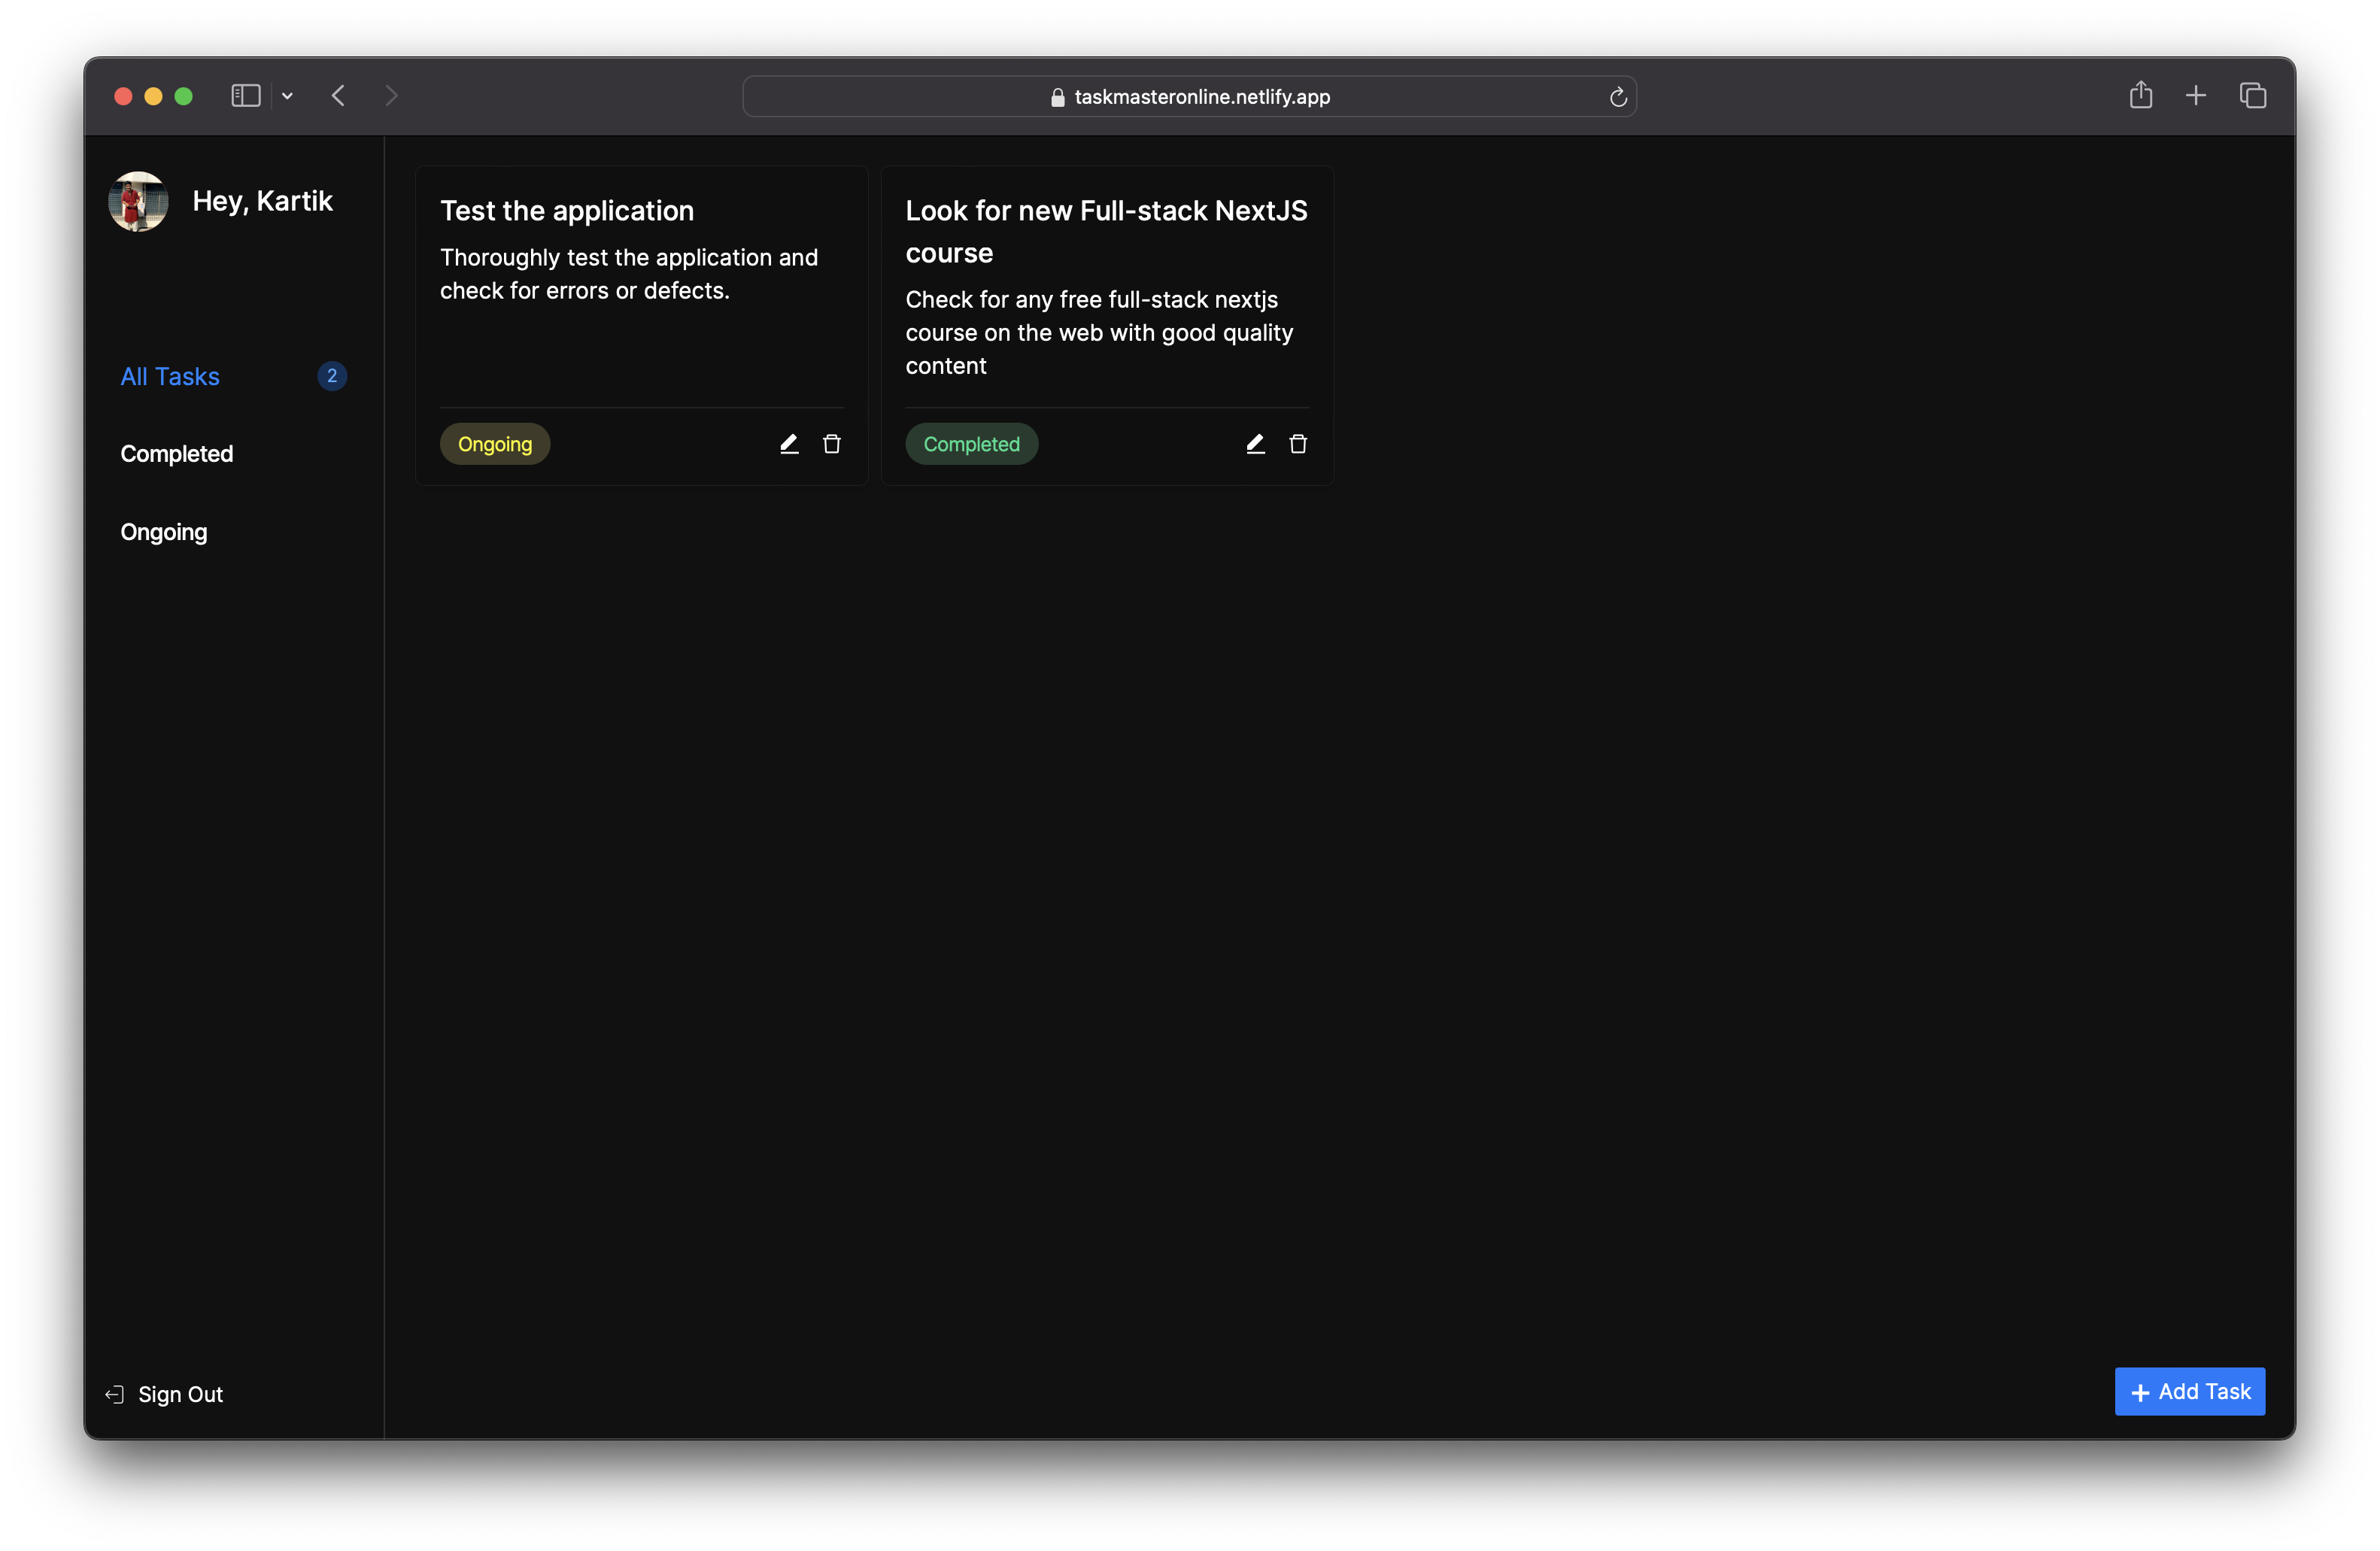 taskmasteronline.netlify.app
Hey, Kartik
All Tasks 2
Completed
Ongoing
Sign Out
Test the application
Thoroughly test the application and
check for errors or defects.
Ongoing
Look for new Full-stack NextJS
course
Check for any free full-stack nextjs
course on the web with good quality
content
Completed
Add Task